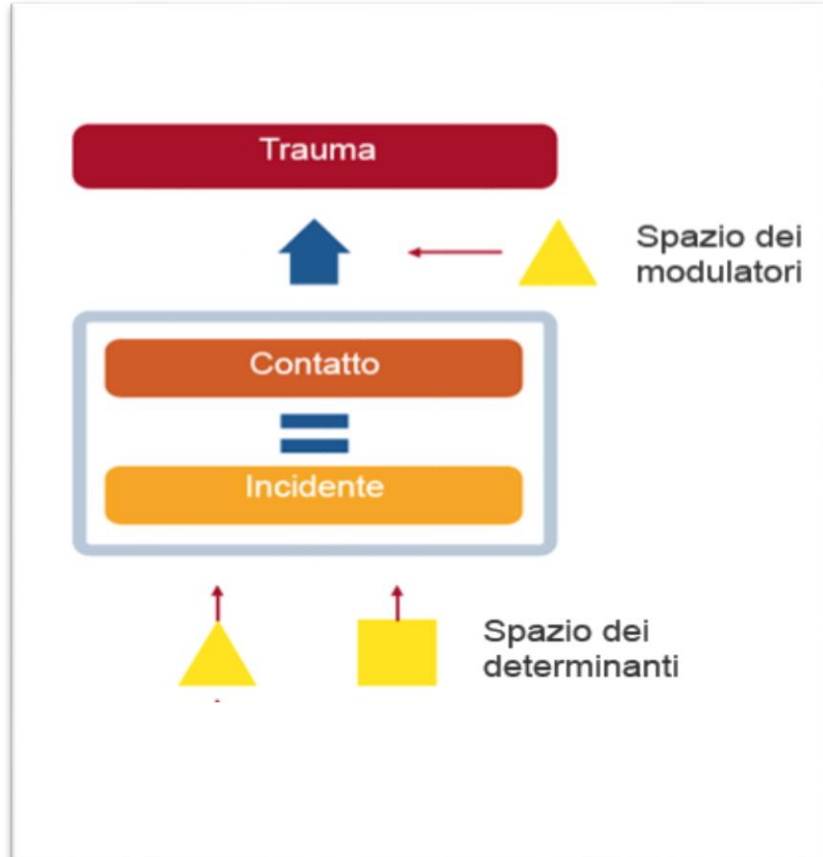 Trauma
Spazio dei
modulatori
Contatto
Incidente
Spazio dei
determinanti